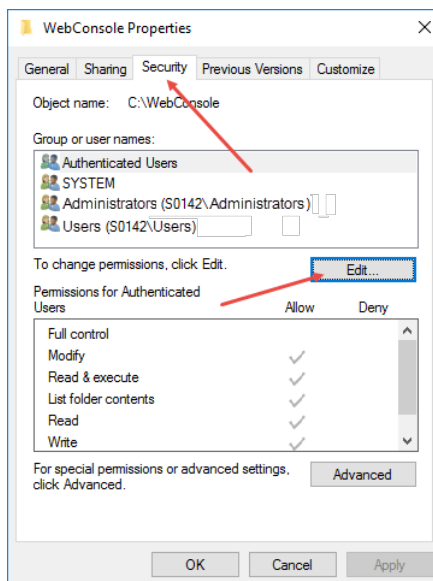 WebConsole Properties
General Sharing Security Previous Versions Customize
Object name: C:\WebConsole
Group or user names:
Authenticated Users
SYSTEM
Administrators (S0142\Administrators)
Users (S0142\Users)
To change permissions, click Edit.
Edit...
Permissions for Authenticated
Users Allow Deny
Full control
Modify
Read & execute
List folder contents
Read
Write
For special permissions or advanced settings,
click Advanced.
Advanced
OK Cancel Apply